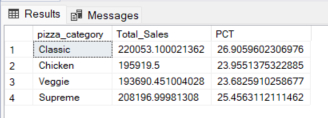 Results Messages
pizza_category Total_Sales PCT
1 Classic 220053.100021362 26.9059602306976
2 Chicken 195919.5 23.9551375322885
3 Veggie 193690.451004028 23.6825910258677
4 Supreme 208196.99981308 25.4563112111462